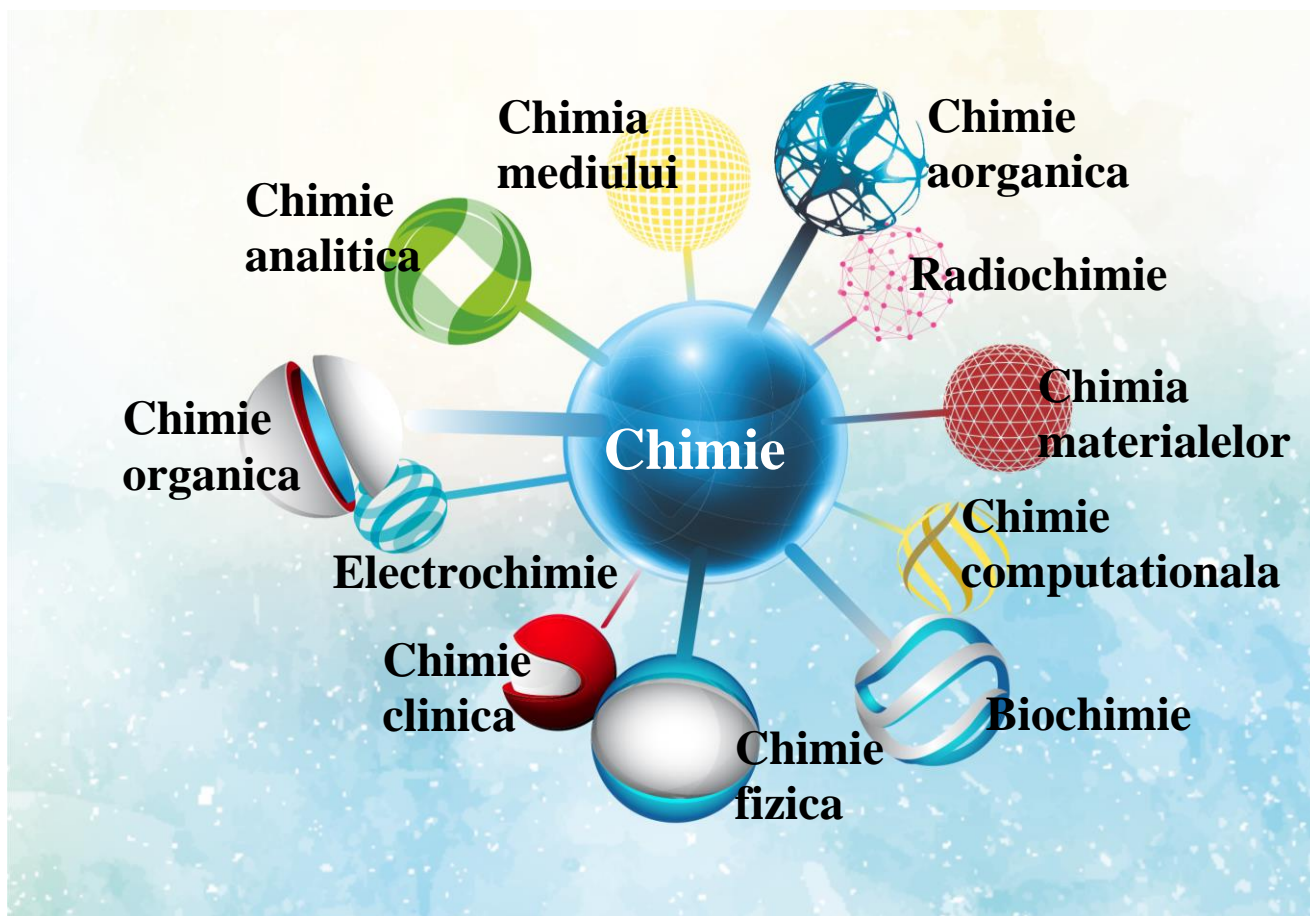 Chimia
mediului
Chimie
aorganica
Chimie
analitica
Radiochimie
Chimia
materialelor
Chimie
organica
Chimie
Chimie
computationala
Electrochimie
Chimie
clinica
Biochimie
Chimie
fizica